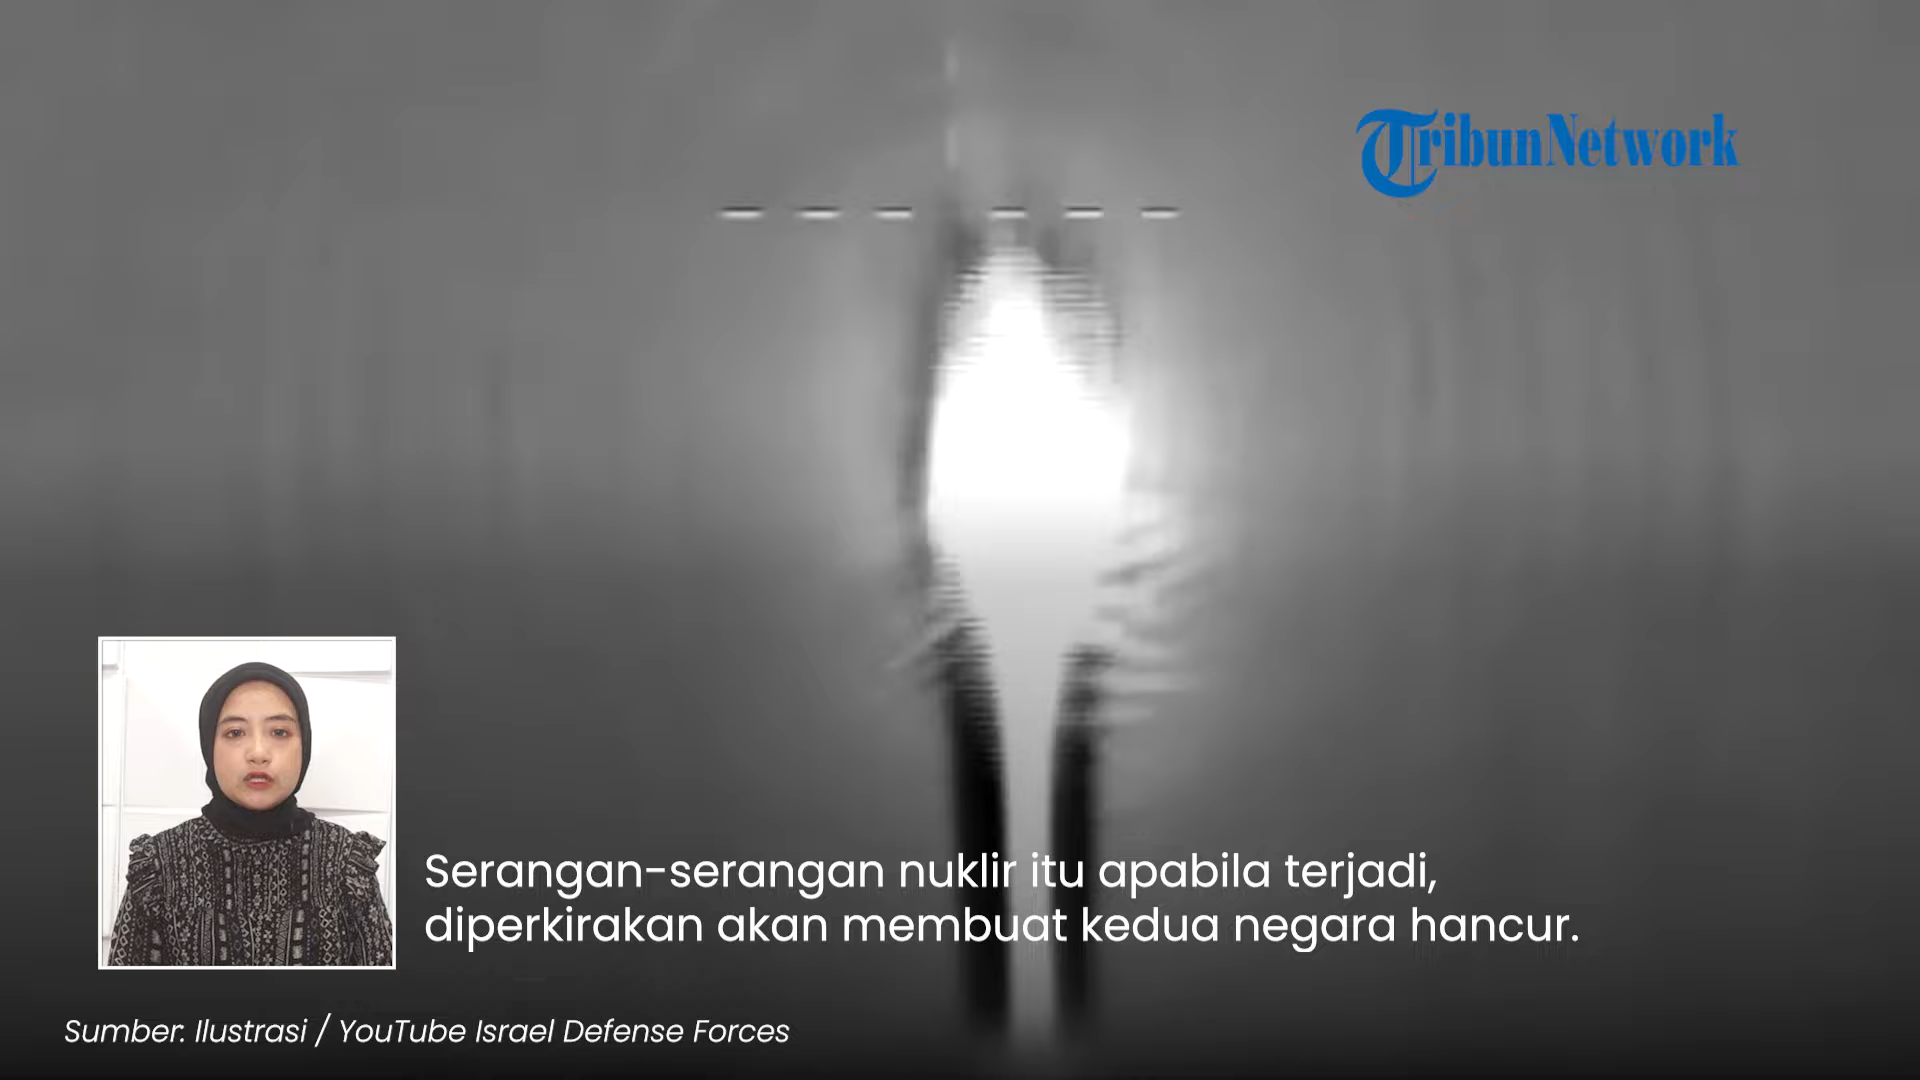 TribunNetwork
Serangan-serangan nuklir itu apabila terjadi,
diperkirakan akan membuat kedua negara hancur.
Sumber: Ilustrasi / YouTube Israel Defense Forces